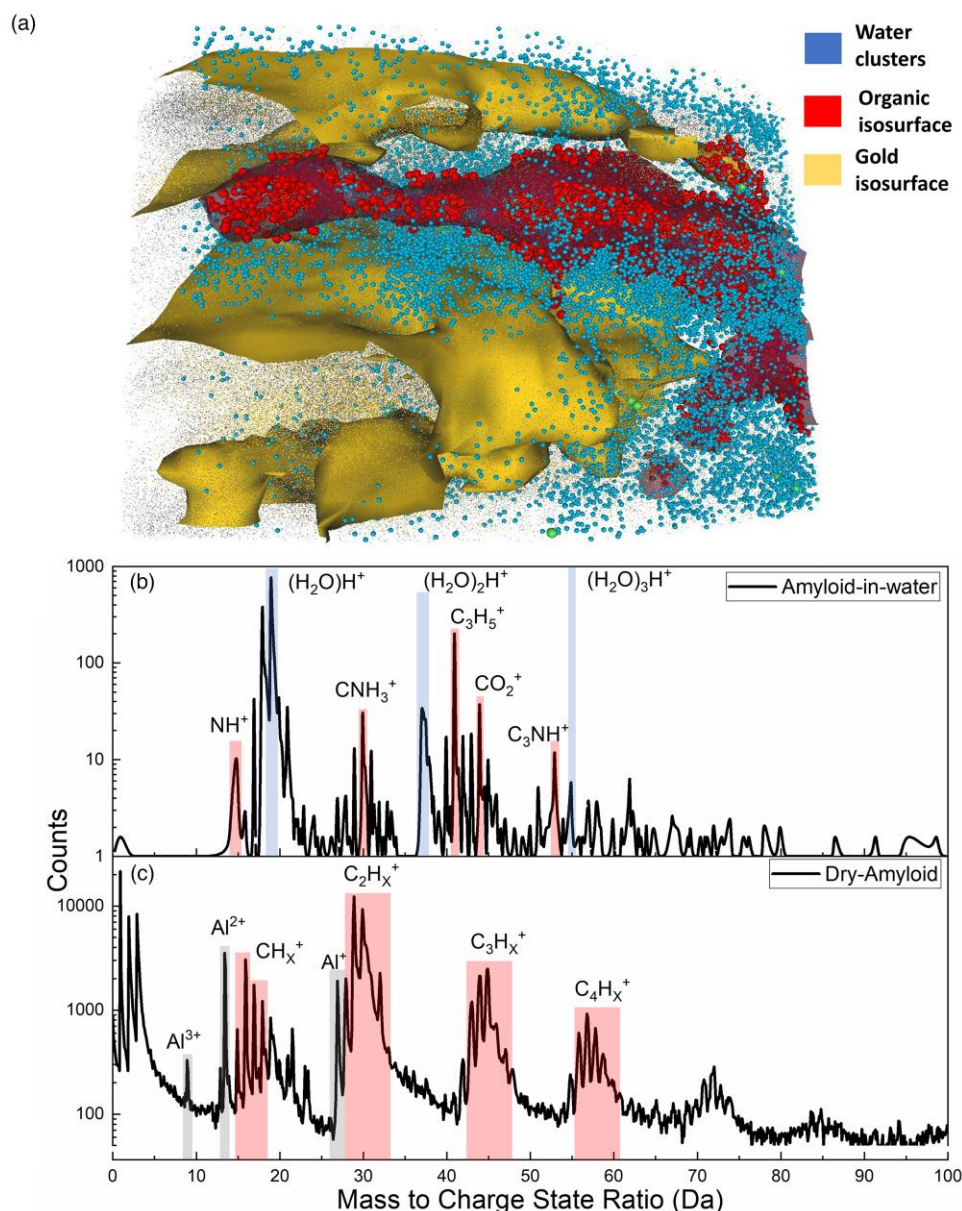 (a)
Water
clusters
Organic
isosurface
Gold
isosurface
1000
(b)
(H₂O)H⁺
(H₂O)₂H⁺
(H₂O)₃H⁺
Amyloid-in-water
C₃H₅⁺
100
CNH₃⁺
CO₂⁺
NH⁺
C₃NH⁺
10
1
Counts
(c)
Dry-Amyloid
C₂Hₓ⁺
10000
Al²⁺
CHₓ⁺
Al⁺
C₃Hₓ⁺
C₄Hₓ⁺
1000
Al³⁺
100
0 10 20 30 40 50 60 70 80 90 100
Mass to Charge State Ratio (Da)